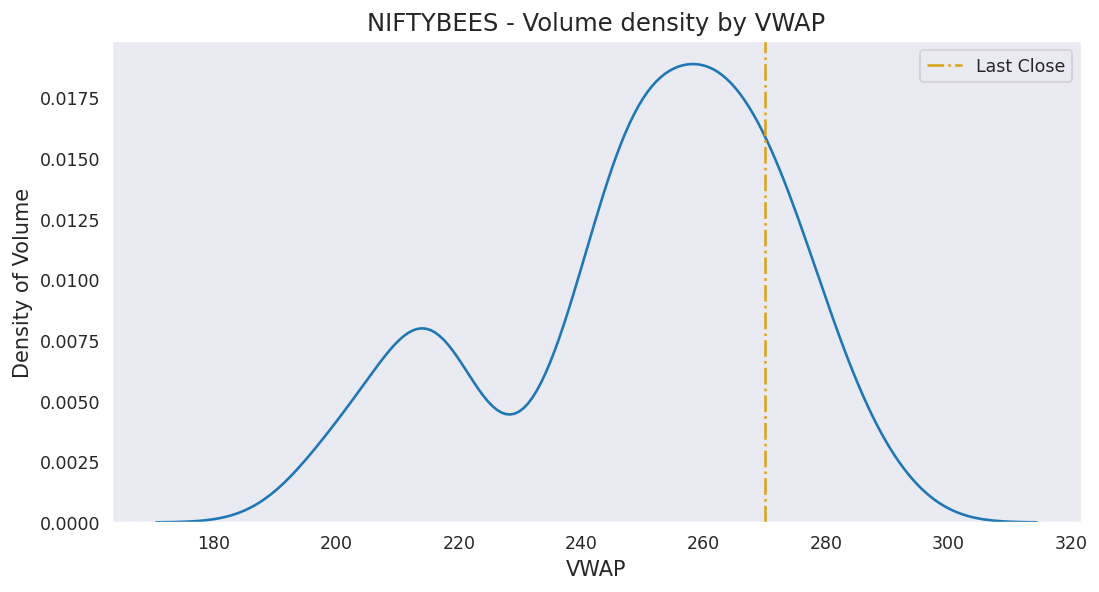 NIFTYBEES - Volume density by VWAP
Last Close
Density of Volume
0.0175
0.0150
0.0125
0.0100
0.0075
0.0050
0.0025
0.0000
180 200 220 240 260 280 300 320
VWAP